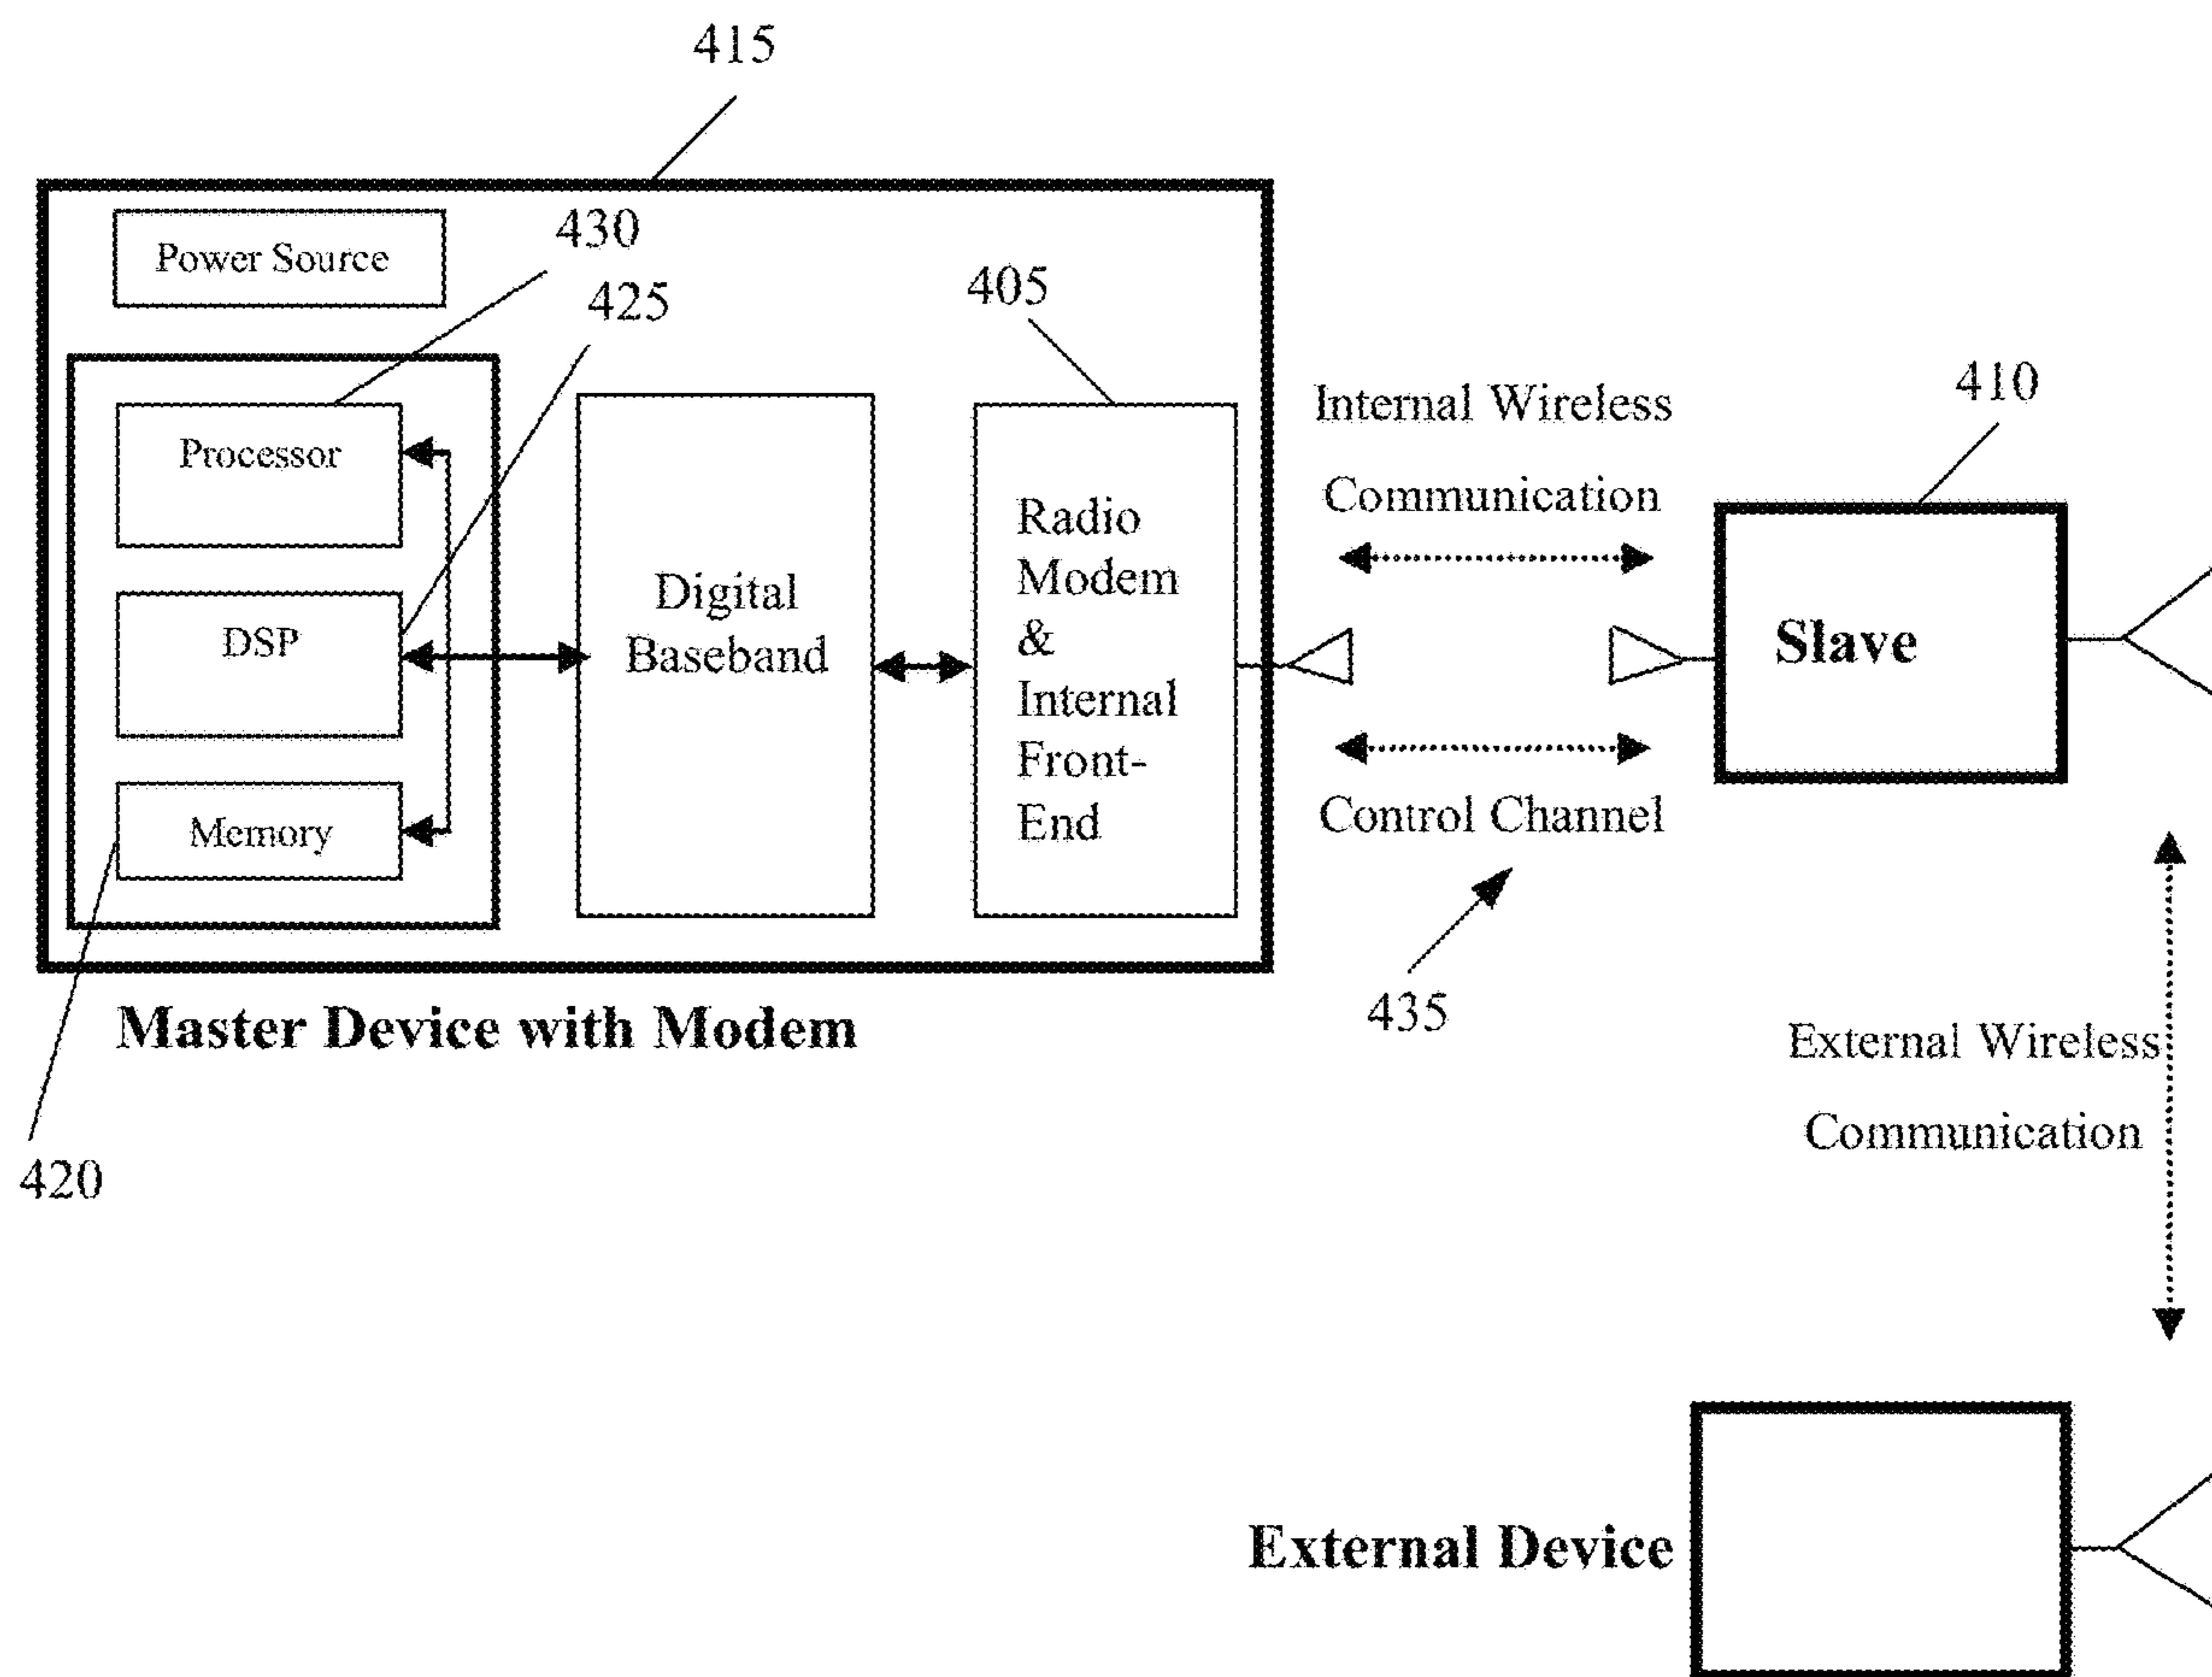 415
430
Power Source
425
405
Processor
DSP
Memory
Digital
Baseband
Radio
Modem
&
Internal
Front-
End
Internal Wireless
Communication
410
Slave
Control Channel
435
Master Device with Modem
420
External Wireless
Communication
External Device